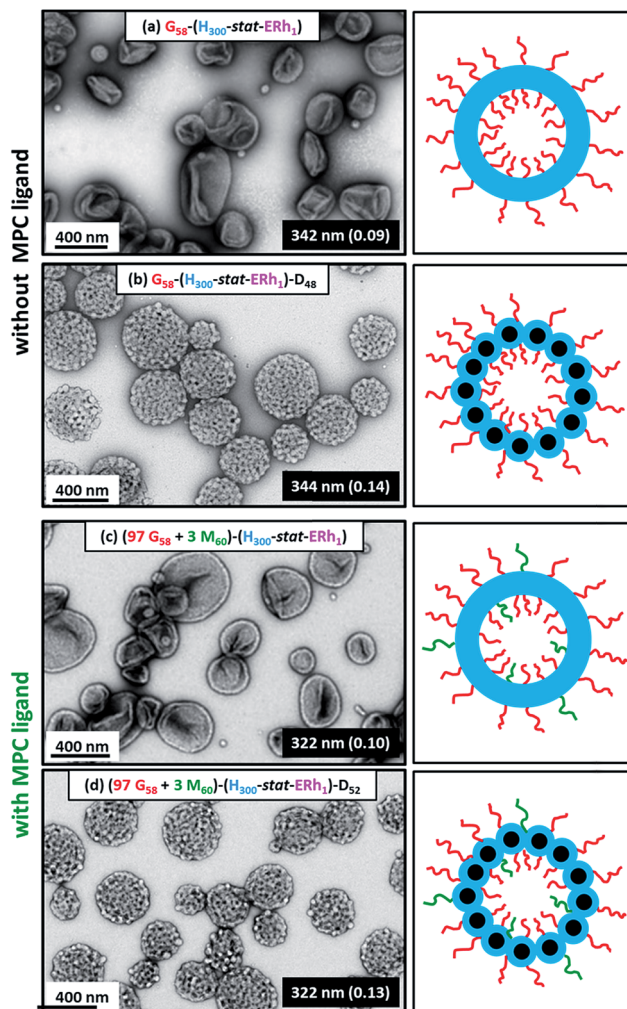 without MPC ligand
(a) G58-(H300-stat-ERh1)
400 nm
342 nm (0.09)
(b) G58-(H300-stat-ERh1)-D48
400 nm
344 nm (0.14)
with MPC ligand
(c) (97 G58 + 3 M60)-(H300-stat-ERh1)
400 nm
322 nm (0.10)
(d) (97 G58 + 3 M60)-(H300-stat-ERh1)-D52
400 nm
322 nm (0.13)